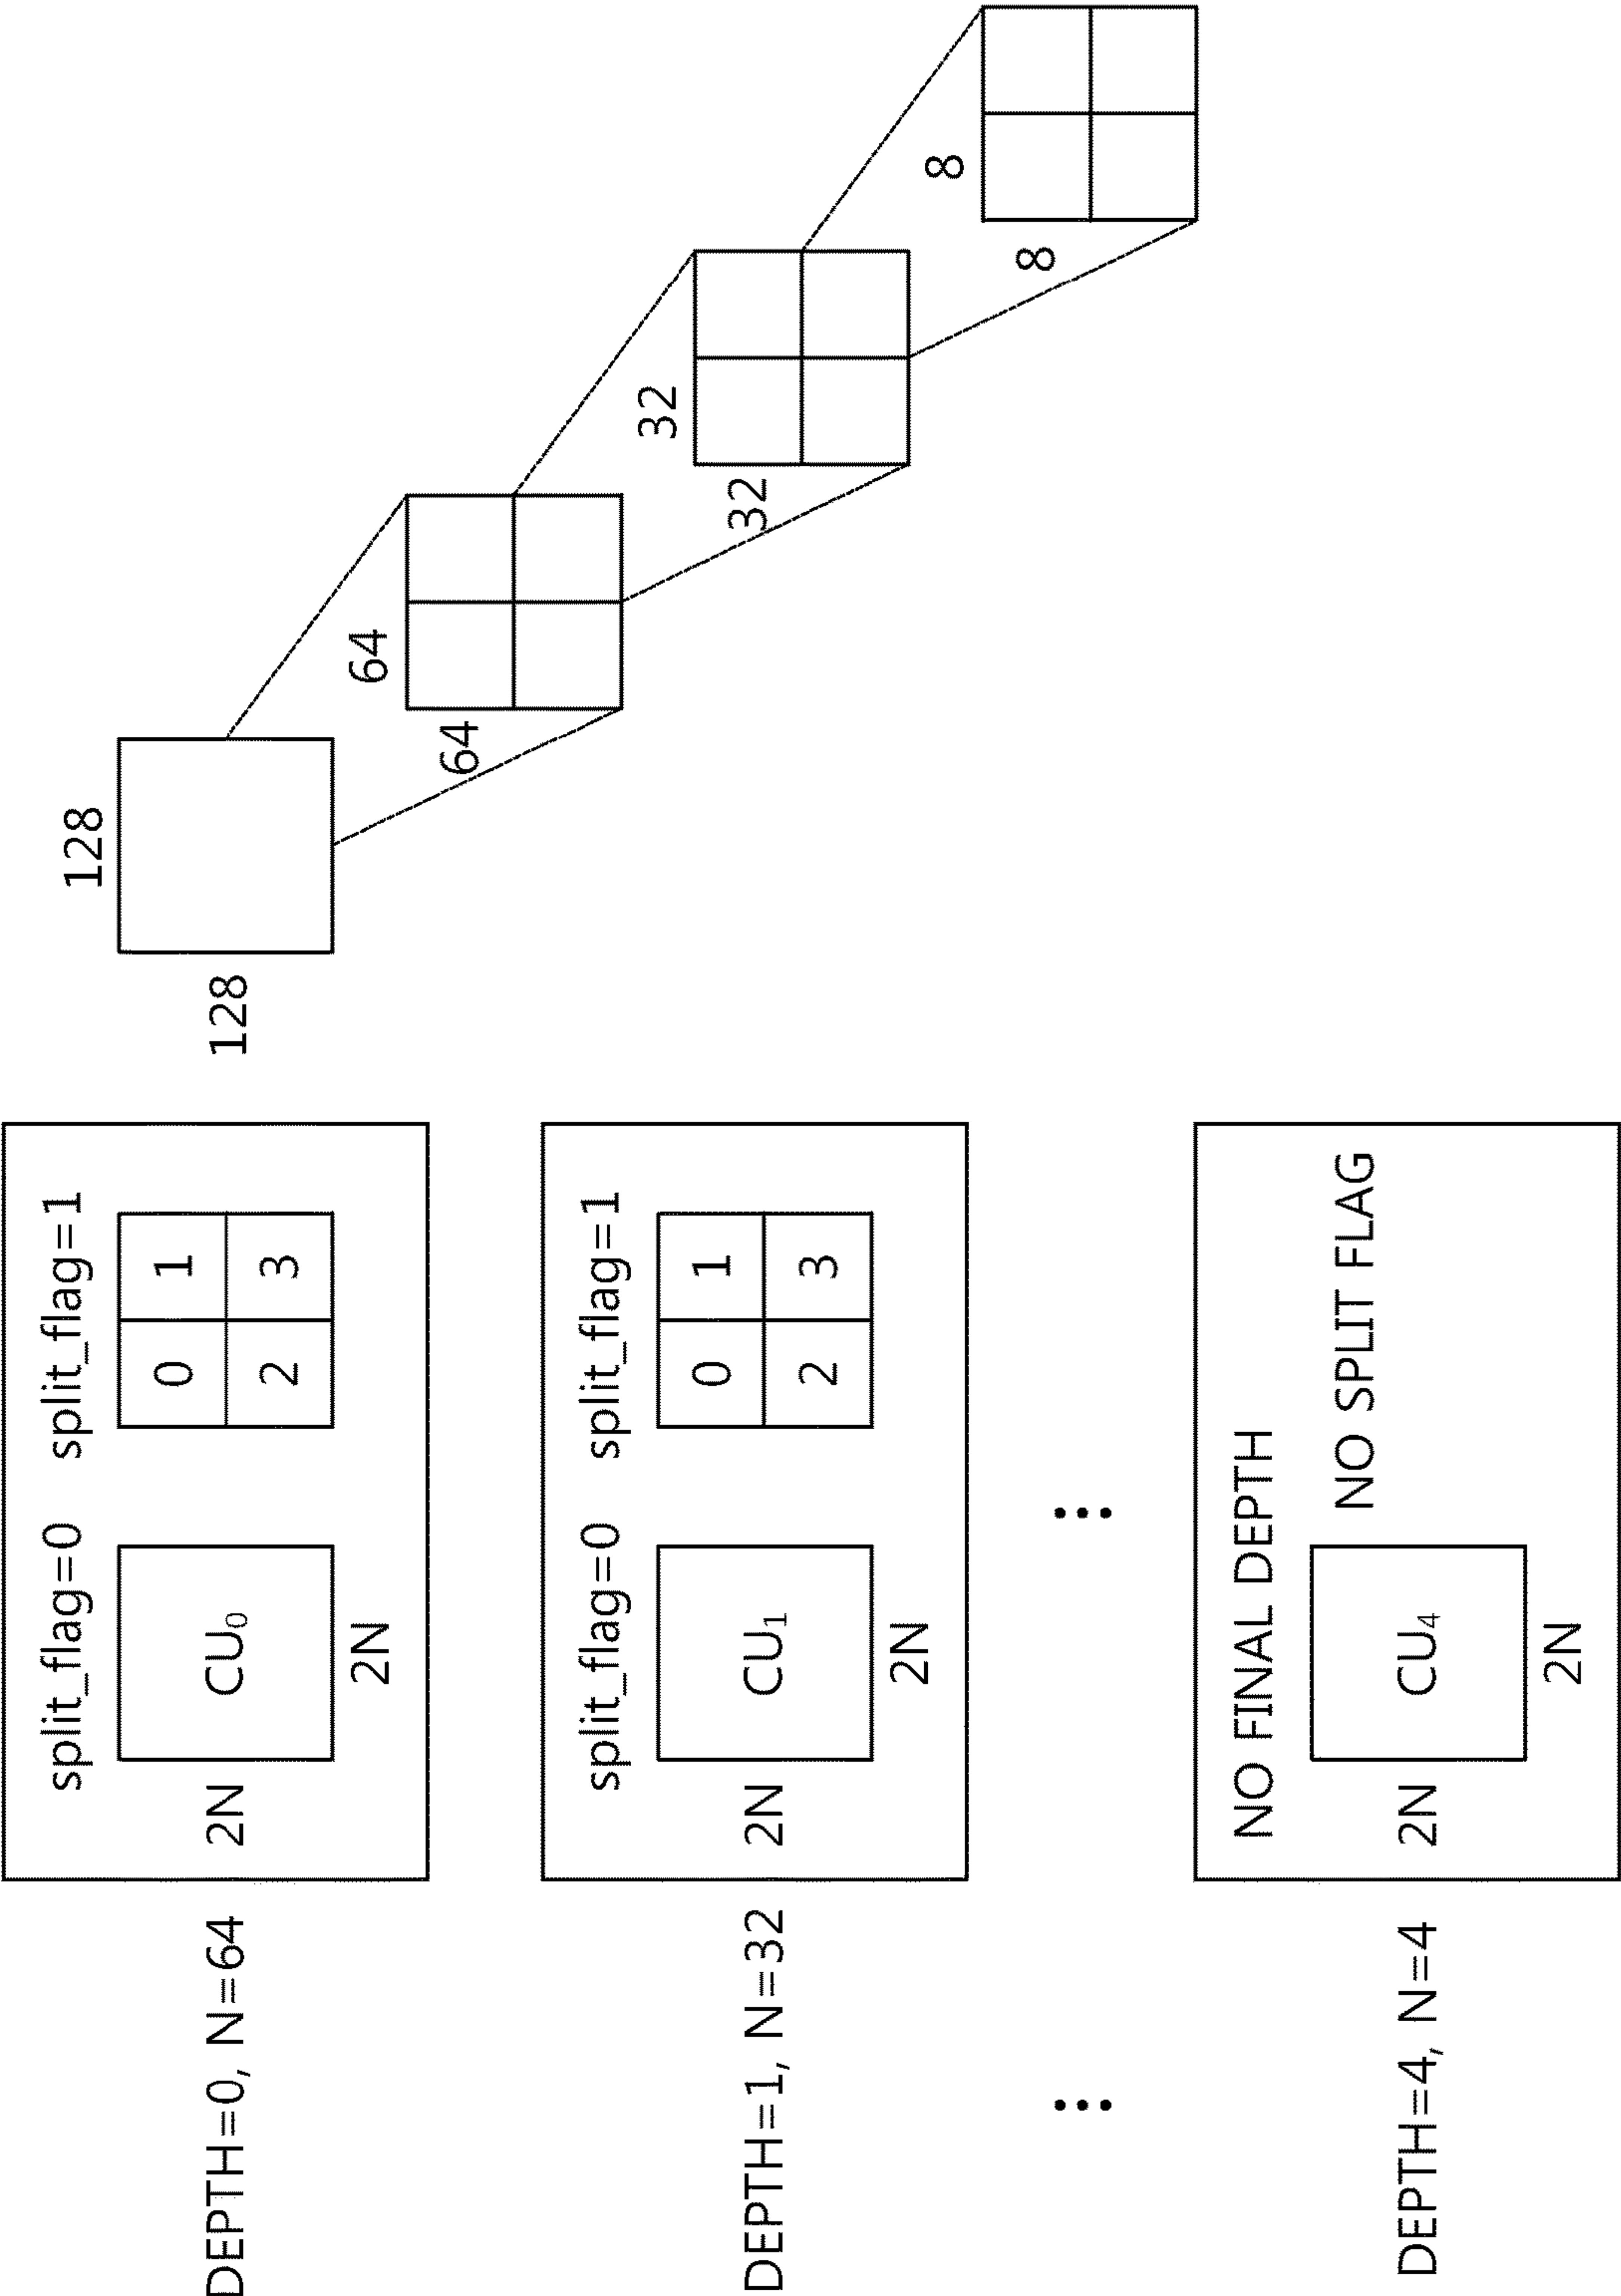 DEPTH=0, N=64
split_flag=0
split_flag=1
2N
CU₀
2N
0 1
2 3
128
128
DEPTH=1, N=32
split_flag=0
split_flag=1
2N
CU₁
2N
0 1
2 3
64
64
32
32
8
8
DEPTH=4, N=4
NO FINAL DEPTH
2N
CU₄
NO SPLIT FLAG
2N